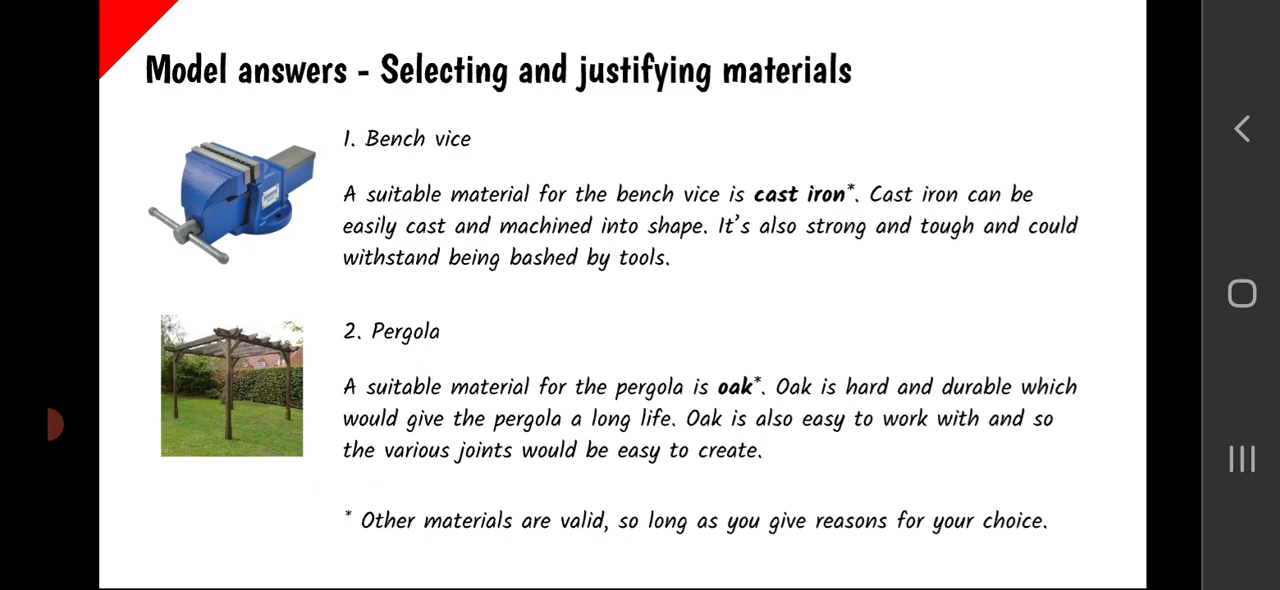 Model answers - Selecting and justifying materials
1. Bench vice
A suitable material for the bench vice is cast iron*. Cast iron can be
easily cast and machined into shape. It's also strong and tough and could
withstand being bashed by tools.
2. Pergola
A suitable material for the pergola is oak*. Oak is hard and durable which
would give the pergola a long life. Oak is also easy to work with and so
the various joints would be easy to create.
* Other materials are valid, so long as you give reasons for your choice.